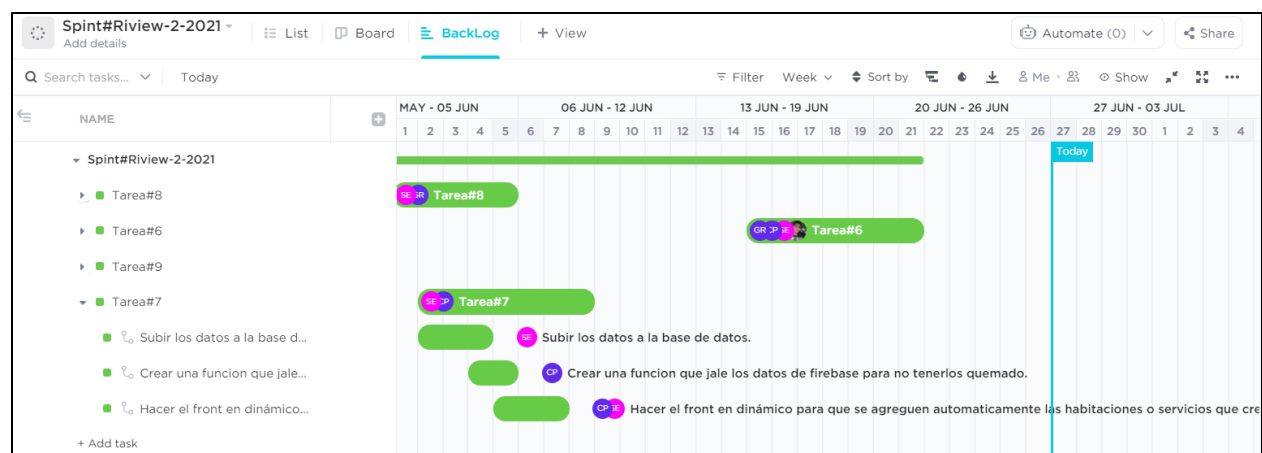 Spint#Riview-2-2021
Add details
List
Board
BackLog
+ View
Automate (0)
Share
Search tasks...
Today
Filter
Week
Sort by
Me
Show
NAME
MAY - 05 JUN
06 JUN - 12 JUN
13 JUN - 19 JUN
20 JUN - 26 JUN
27 JUN - 03 JUL
1 2 3 4 5 6 7 8 9 10 11 12 13 14 15 16 17 18 19 20 21 22 23 24 25 26 27 28 29 30 1 2 3 4
Today
Spint#Riview-2-2021
Tarea#8
SE GR Tarea#8
Tarea#6
GR CP SE Tarea#6
Tarea#9
Tarea#7
SE CP Tarea#7
Subir los datos a la base d...
SE Subir los datos a la base de datos.
Crear una funcion que jale...
CP Crear una funcion que jale los datos de firebase para no tenerlos quemado.
Hacer el front en dinámico...
CP SE Hacer el front en dinámico para que se agreguen automaticamente las habitaciones o servicios que cre
+ Add task